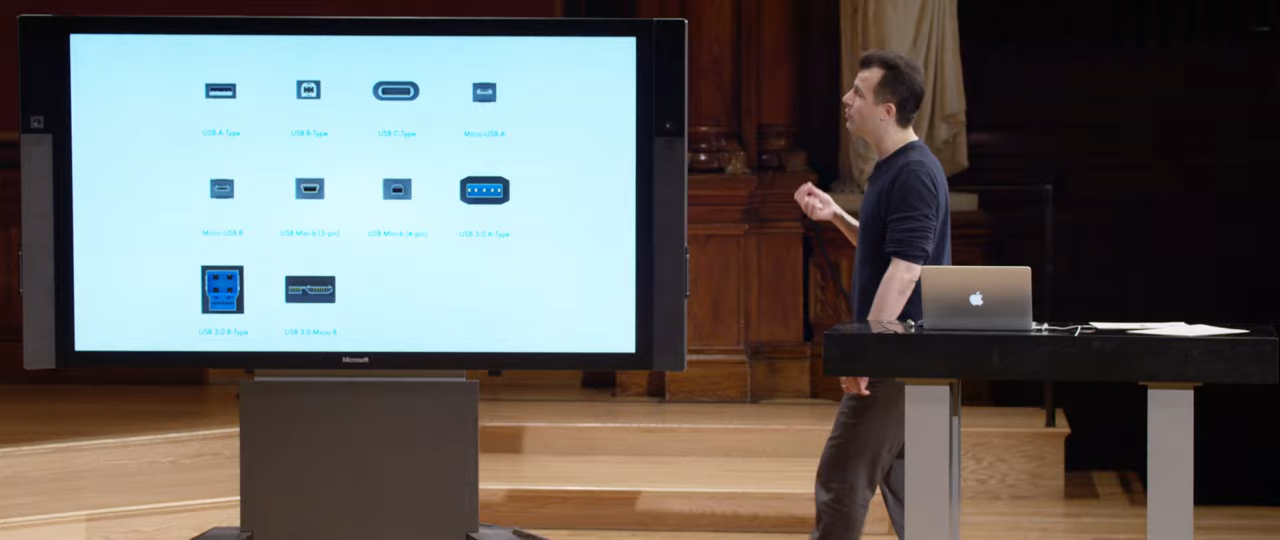 USB A-Type
USB B-Type
USB C-Type
Micro-USB A
Micro-USB B
USB Mini-b (5-pin)
USB Mini-b (4-pin)
USB 3.0 A-Type
USB 3.0 B-Type
USB 3.0 Micro B
Microsoft